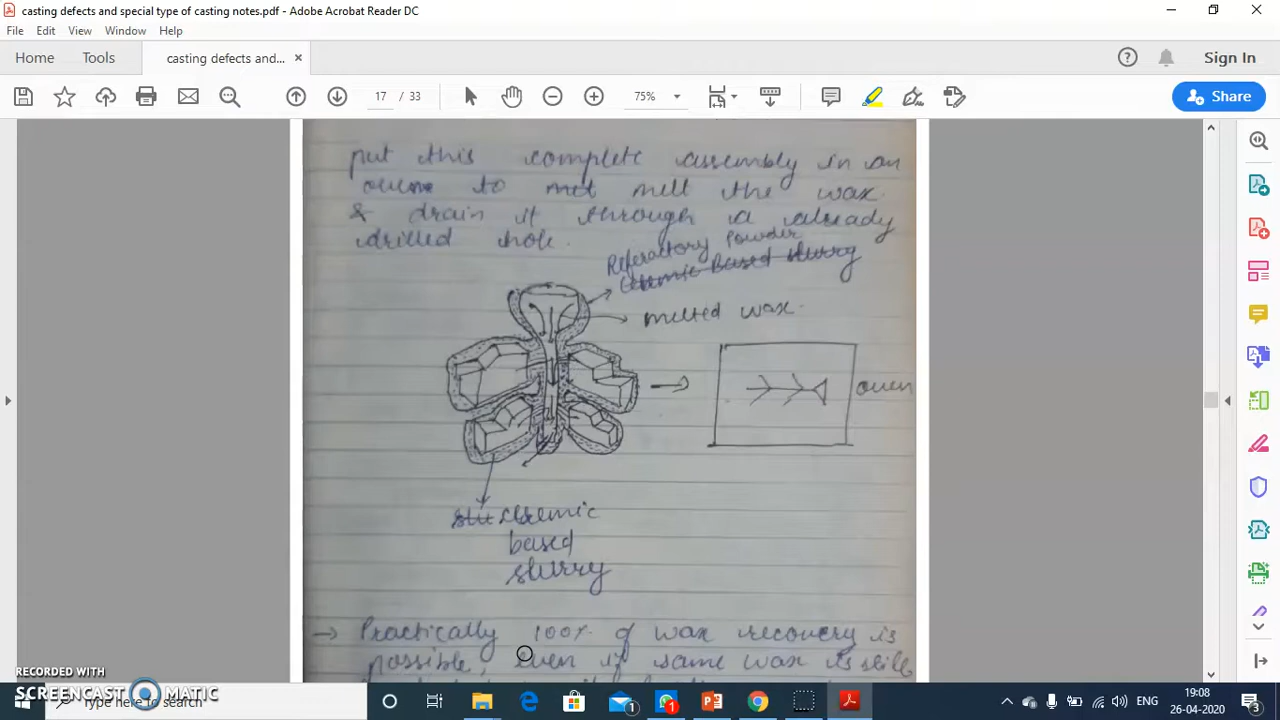 casting defects and special type of casting notes.pdf - Adobe Acrobat Reader DC
File Edit View Window Help
Home Tools casting defects and... ×
Sign In
17 / 33
75%
Share
put this complete assembly in an
oven to met melt the wax.
& drain it through a already
drilled hole.
Refractory Powder
Ceramic Based slurry
melted wax.
oven
ceramic
based
slurry
→ Practically 100% of wax recovery is
possible, even if same wax is still
RECORDED WITH
SCREENCAST MATIC
Type here to search
1
1
ENG
19:08
26-04-2020
3